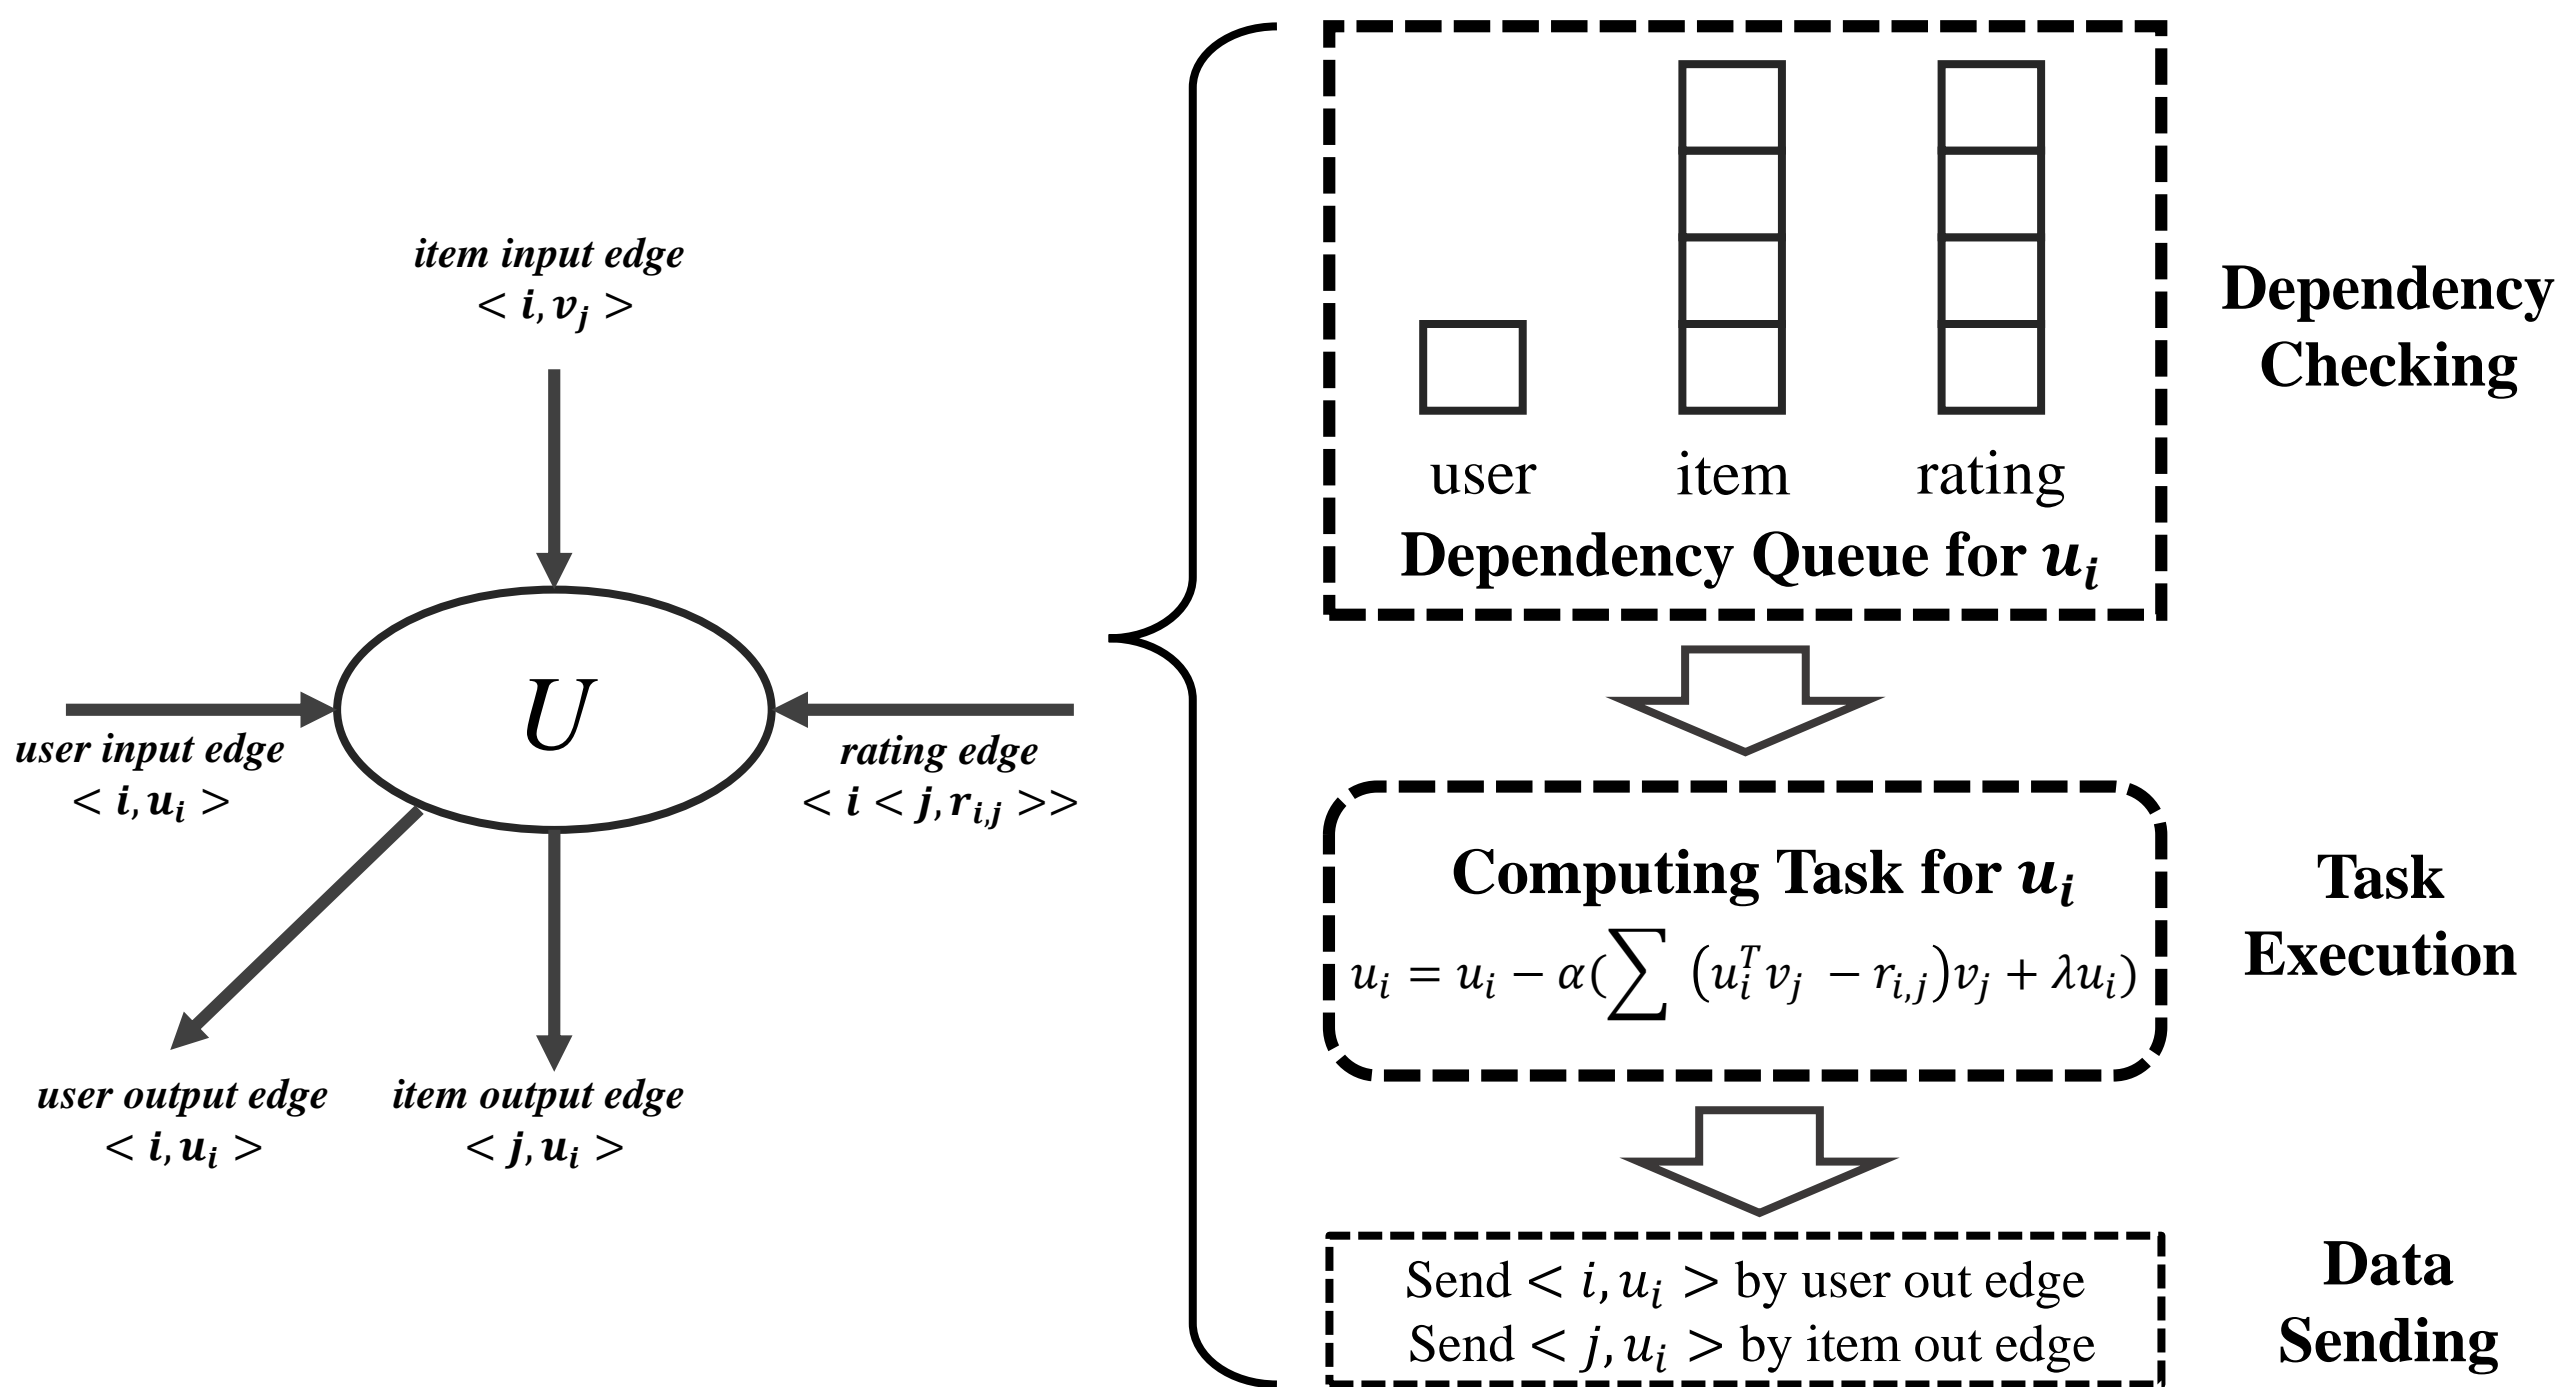 item input edge
< i, v_j >
U
user input edge
< i, u_i >
rating edge
< i < j, r_{i,j} >>
user output edge
< i, u_i >
item output edge
< j, u_i >
user item rating
Dependency Queue for u_i
Dependency
Checking
Computing Task for u_i
u_i = u_i − α(∑ (u_i^T v_j − r_{i,j})v_j + λu_i)
Task
Execution
Send < i, u_i > by user out edge
Send < j, u_i > by item out edge
Data
Sending